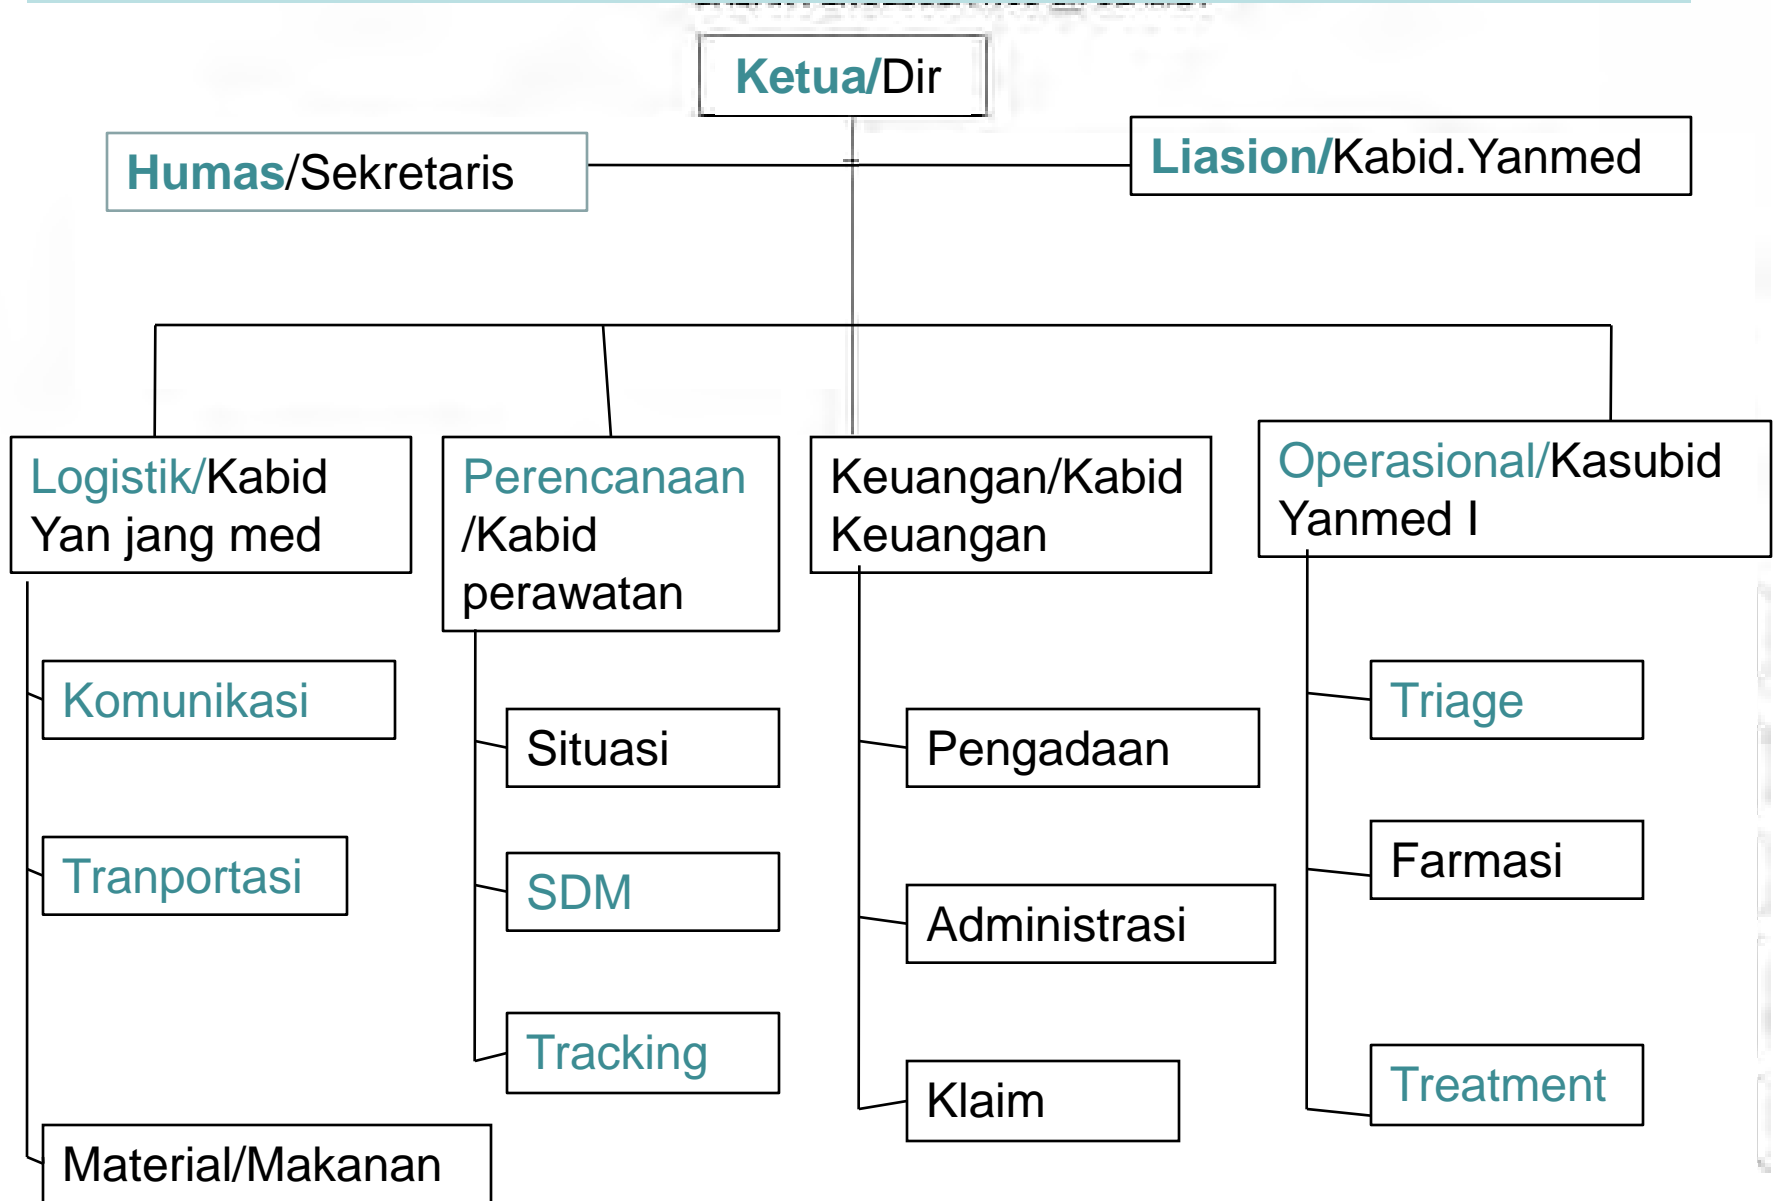 Ketua/Dir
Humas/Sekretaris
Liasion/Kabid.Yanmed
Logistik/Kabid
Yan jang med
Perencanaan
/Kabid
perawatan
Keuangan/Kabid
Keuangan
Operasional/Kasubid
Yanmed I
Komunikasi
Tranportasi
Material/Makanan
Situasi
SDM
Tracking
Pengadaan
Administrasi
Klaim
Triage
Farmasi
Treatment